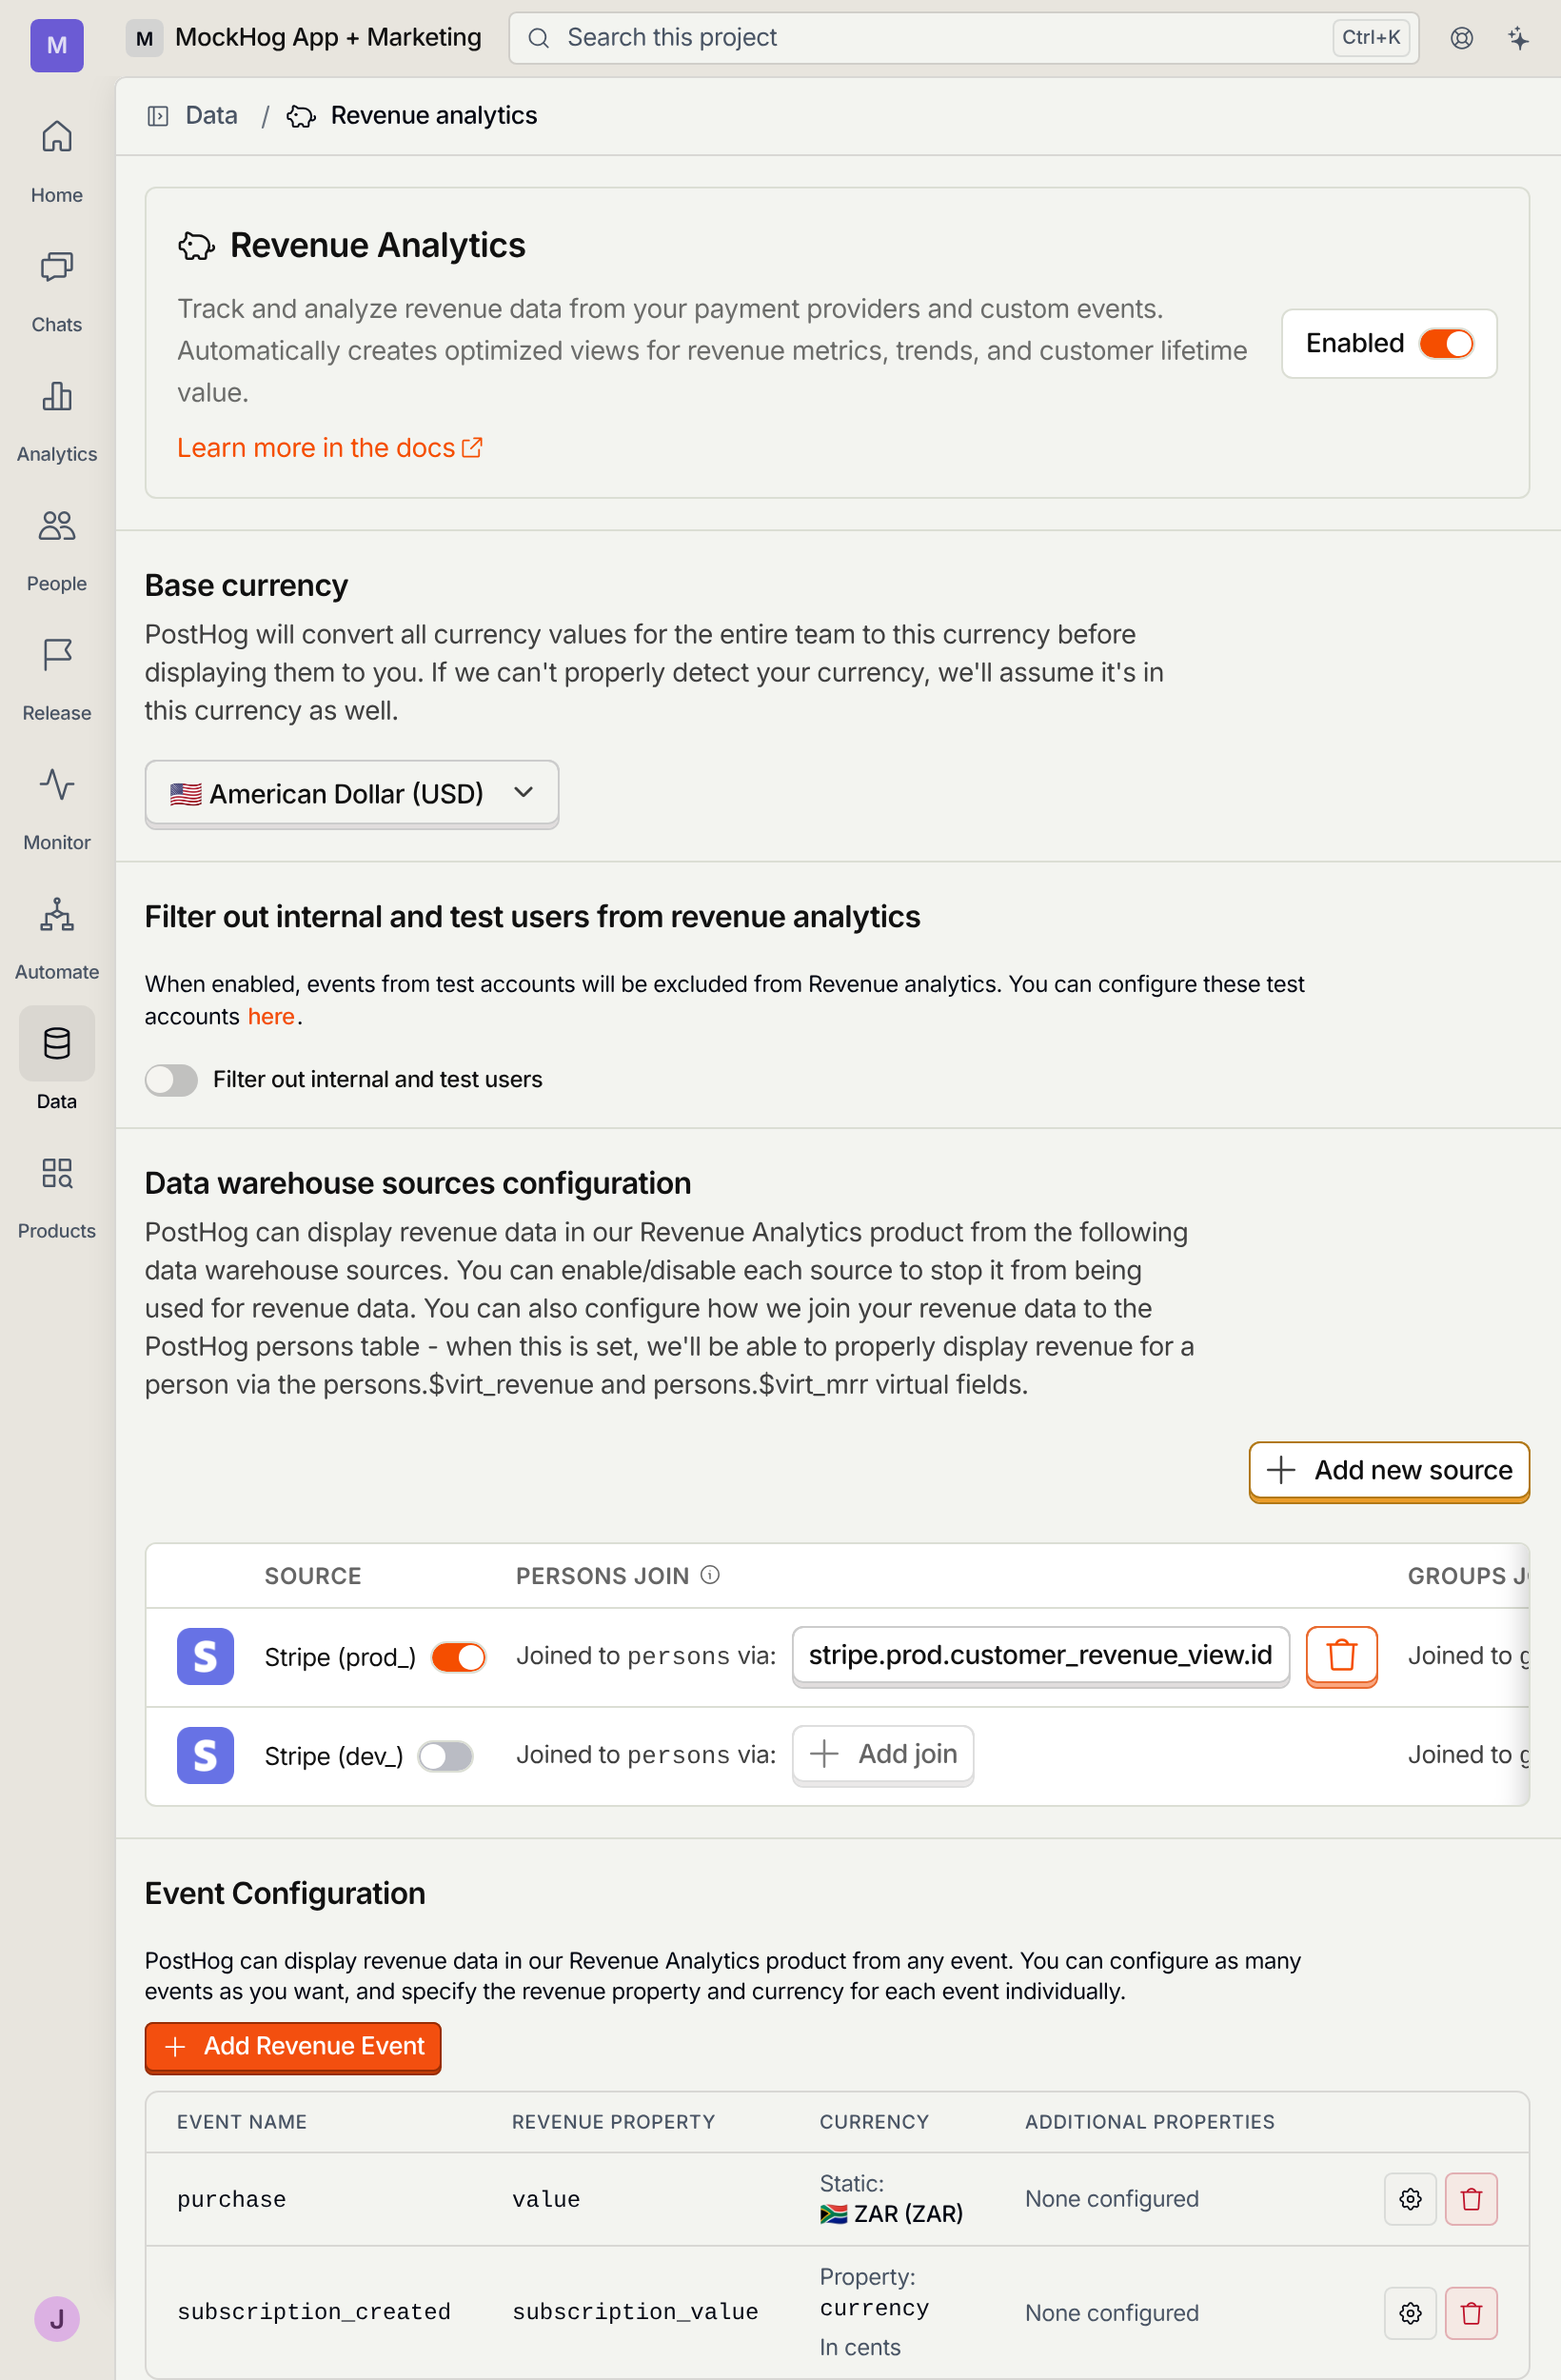 M
M MockHog App + Marketing
Search this project
Ctrl+K
Home
Chats
Analytics
People
Release
Monitor
Automate
Data
Products
J
Data / Revenue analytics
Revenue Analytics
Track and analyze revenue data from your payment providers and custom events.
Automatically creates optimized views for revenue metrics, trends, and customer lifetime
value.
Learn more in the docs
Enabled
Base currency
PostHog will convert all currency values for the entire team to this currency before
displaying them to you. If we can't properly detect your currency, we'll assume it's in
this currency as well.
🇺🇸 American Dollar (USD)
Filter out internal and test users from revenue analytics
When enabled, events from test accounts will be excluded from Revenue analytics. You can configure these test
accounts here.
Filter out internal and test users
Data warehouse sources configuration
PostHog can display revenue data in our Revenue Analytics product from the following
data warehouse sources. You can enable/disable each source to stop it from being
used for revenue data. You can also configure how we join your revenue data to the
PostHog persons table - when this is set, we'll be able to properly display revenue for a
person via the persons.$virt_revenue and persons.$virt_mrr virtual fields.
Add new source
SOURCE PERSONS JOIN GROUPS
S Stripe (prod_) Joined to persons via: stripe.prod.customer_revenue_view.id Joined to
S Stripe (dev_) Joined to persons via: Add join Joined to
Event Configuration
PostHog can display revenue data in our Revenue Analytics product from any event. You can configure as many
events as you want, and specify the revenue property and currency for each event individually.
Add Revenue Event
EVENT NAME REVENUE PROPERTY CURRENCY ADDITIONAL PROPERTIES
purchase value Static: None configured
🇿🇦 ZAR (ZAR)
subscription_created subscription_value Property: None configured
currency
In cents